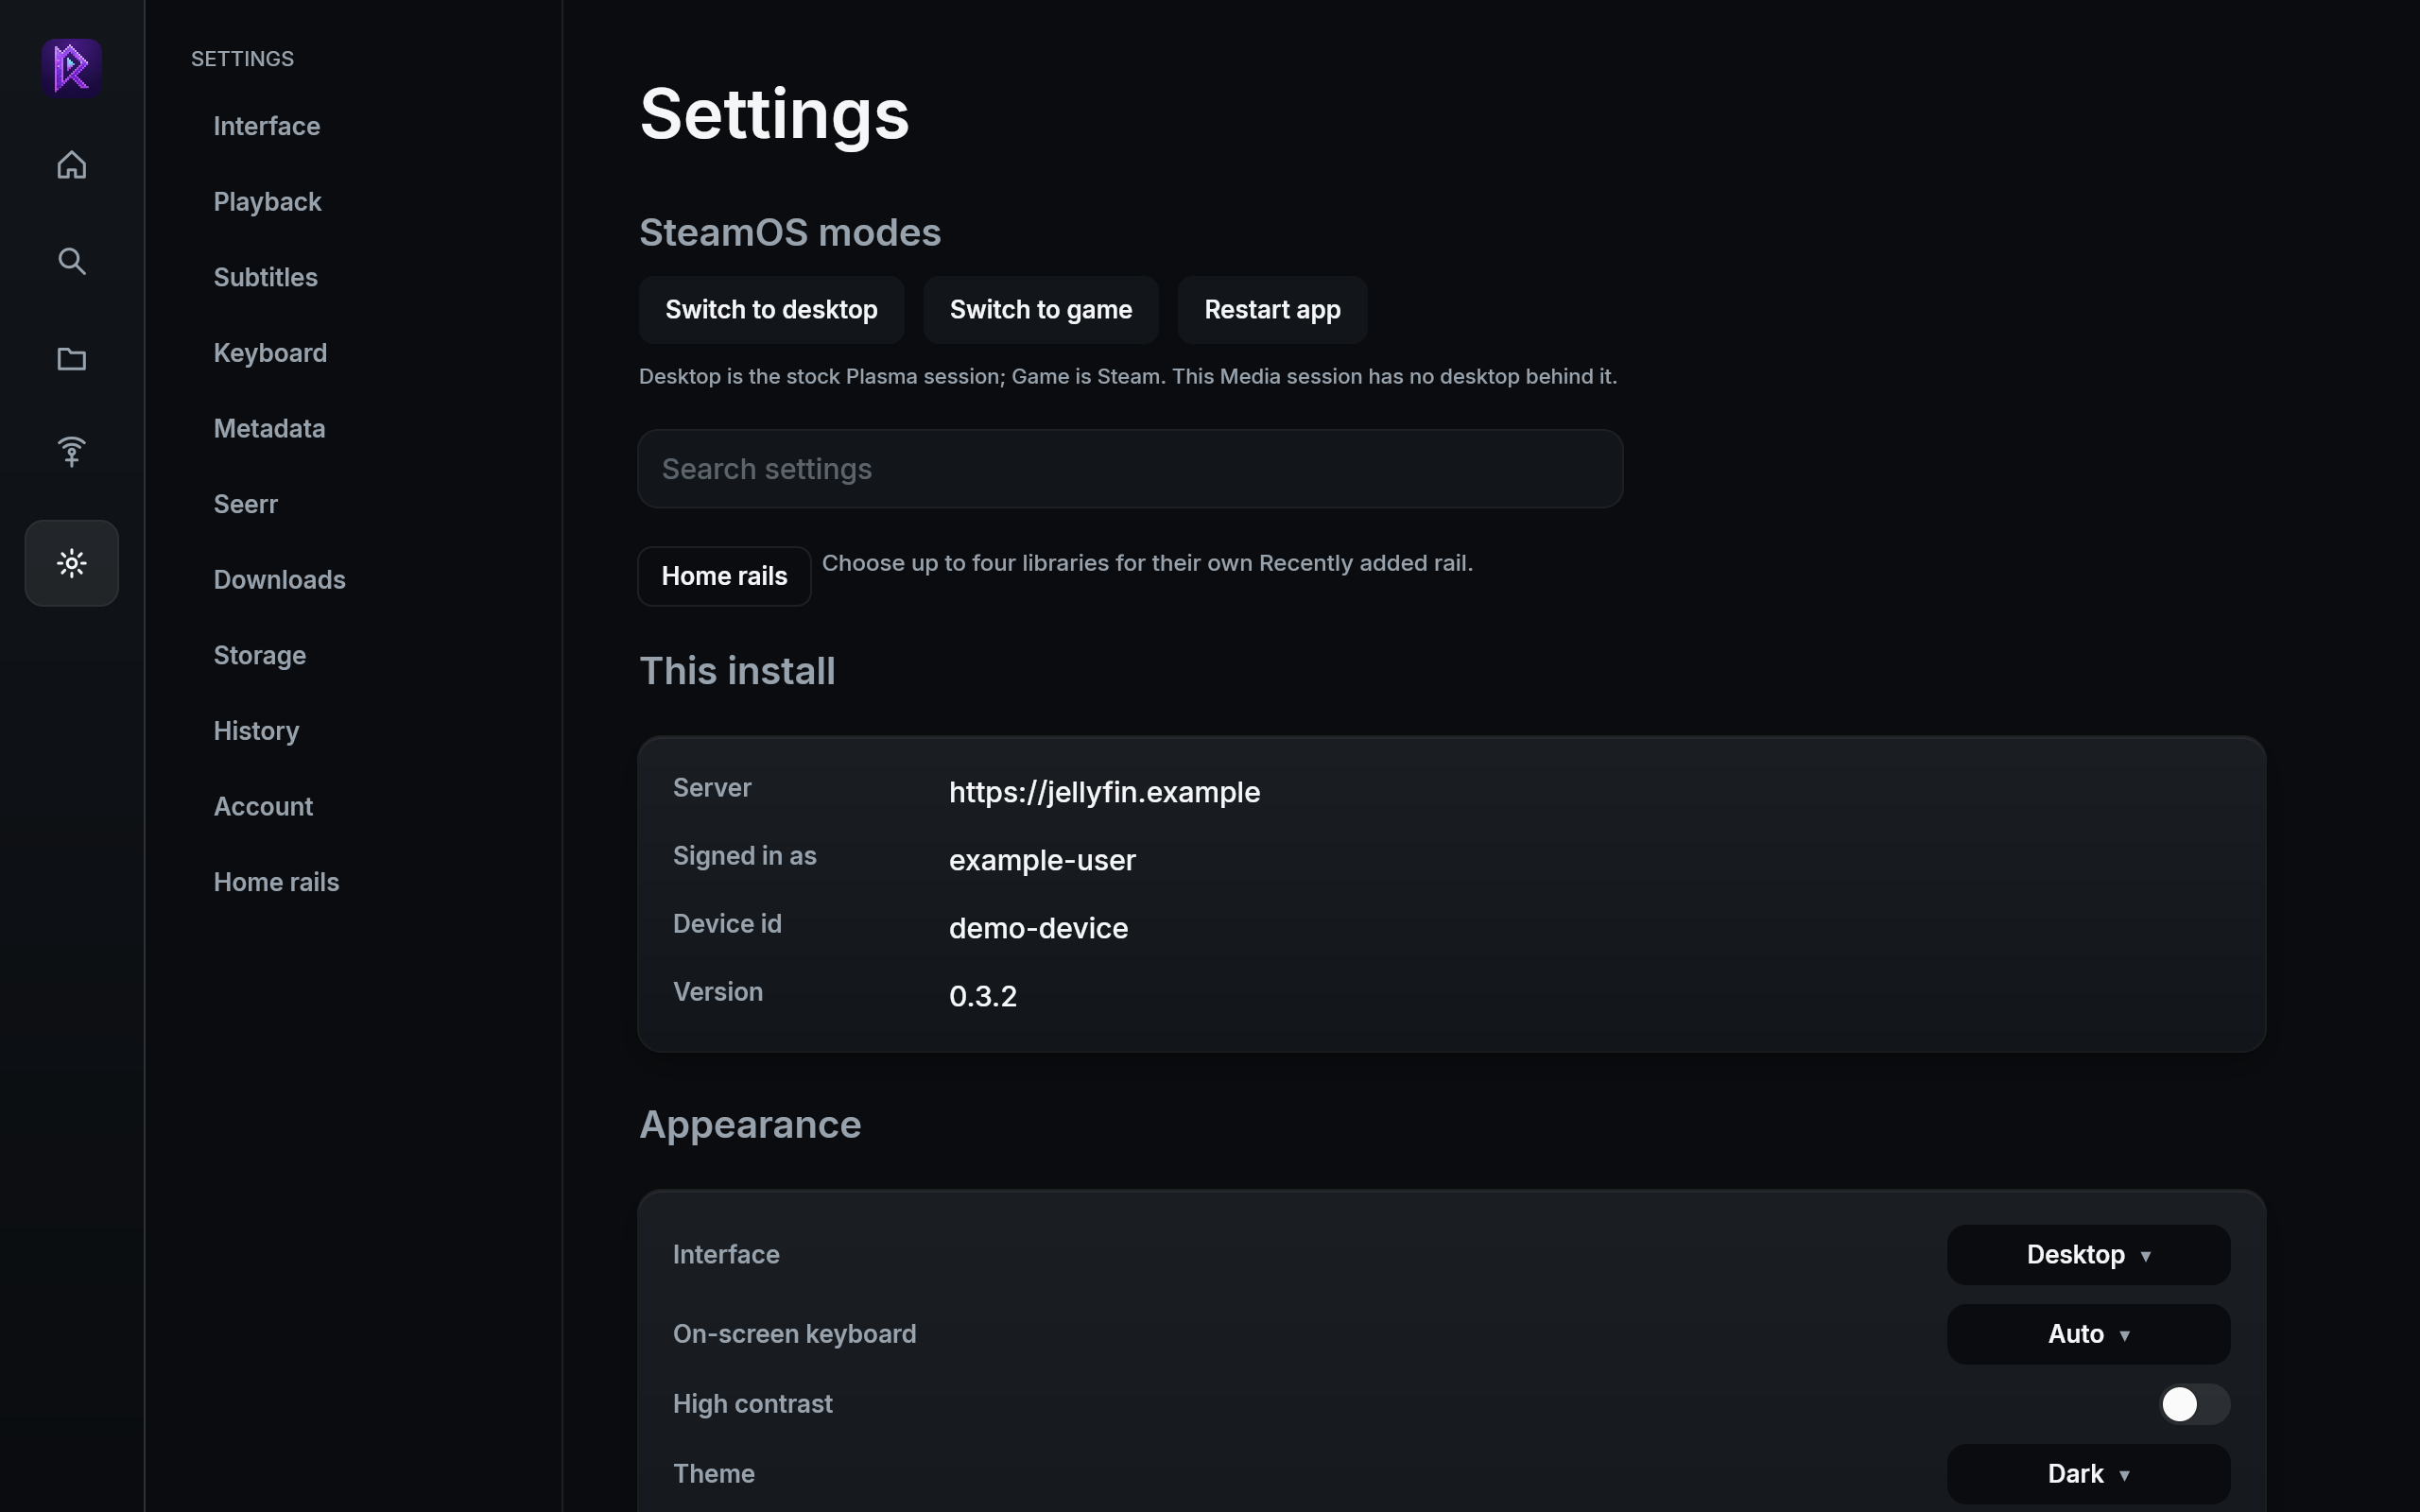 SETTINGS
Interface
Playback
Subtitles
Keyboard
Metadata
Seerr
Downloads
Storage
History
Account
Home rails
Settings
SteamOS modes
Switch to desktop
Switch to game
Restart app
Desktop is the stock Plasma session; Game is Steam. This Media session has no desktop behind it.
Search settings
Home rails
Choose up to four libraries for their own Recently added rail.
This install
Server
https://jellyfin.example
Signed in as
example-user
Device id
demo-device
Version
0.3.2
Appearance
Interface
Desktop
On-screen keyboard
Auto
High contrast
Theme
Dark